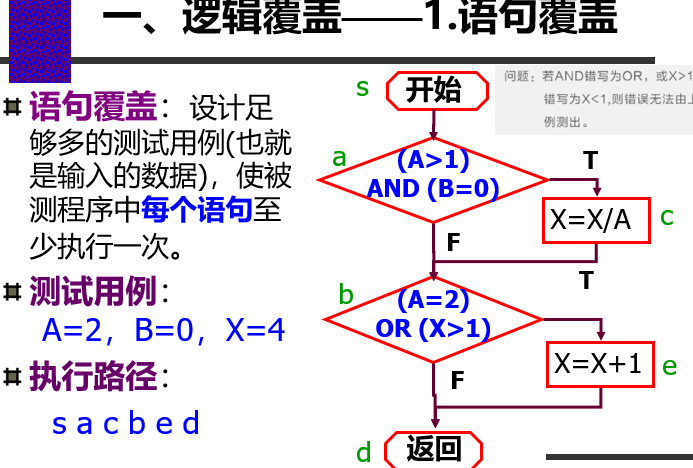 一、逻辑覆盖——1.语句覆盖
语句覆盖：设计足
够多的测试用例(也就
是输入的数据)，使被
测程序中每个语句至
少执行一次。
测试用例：
A=2，B=0，X=4
执行路径：
s a c b e d
问题：若AND错写为OR，或X>1
错写为X<1,则错误无法由上
例测出。
s
开始
a
(A>1)
AND (B=0)
T
X=X/A
c
F
T
b
(A=2)
OR (X>1)
X=X+1
e
F
d
返回